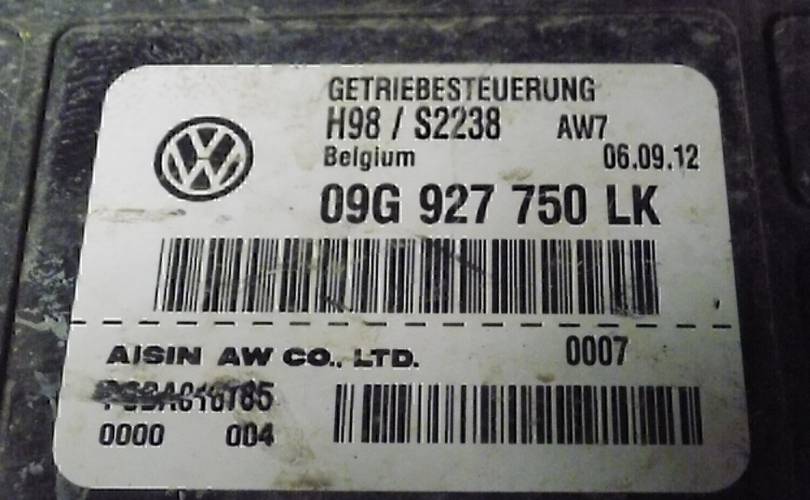 GETRIEBESTEUERUNG
H98 / S2238 AW7
Belgium 06.09.12
09G 927 750 LK
AISIN AW CO., LTD. 0007
0000 004